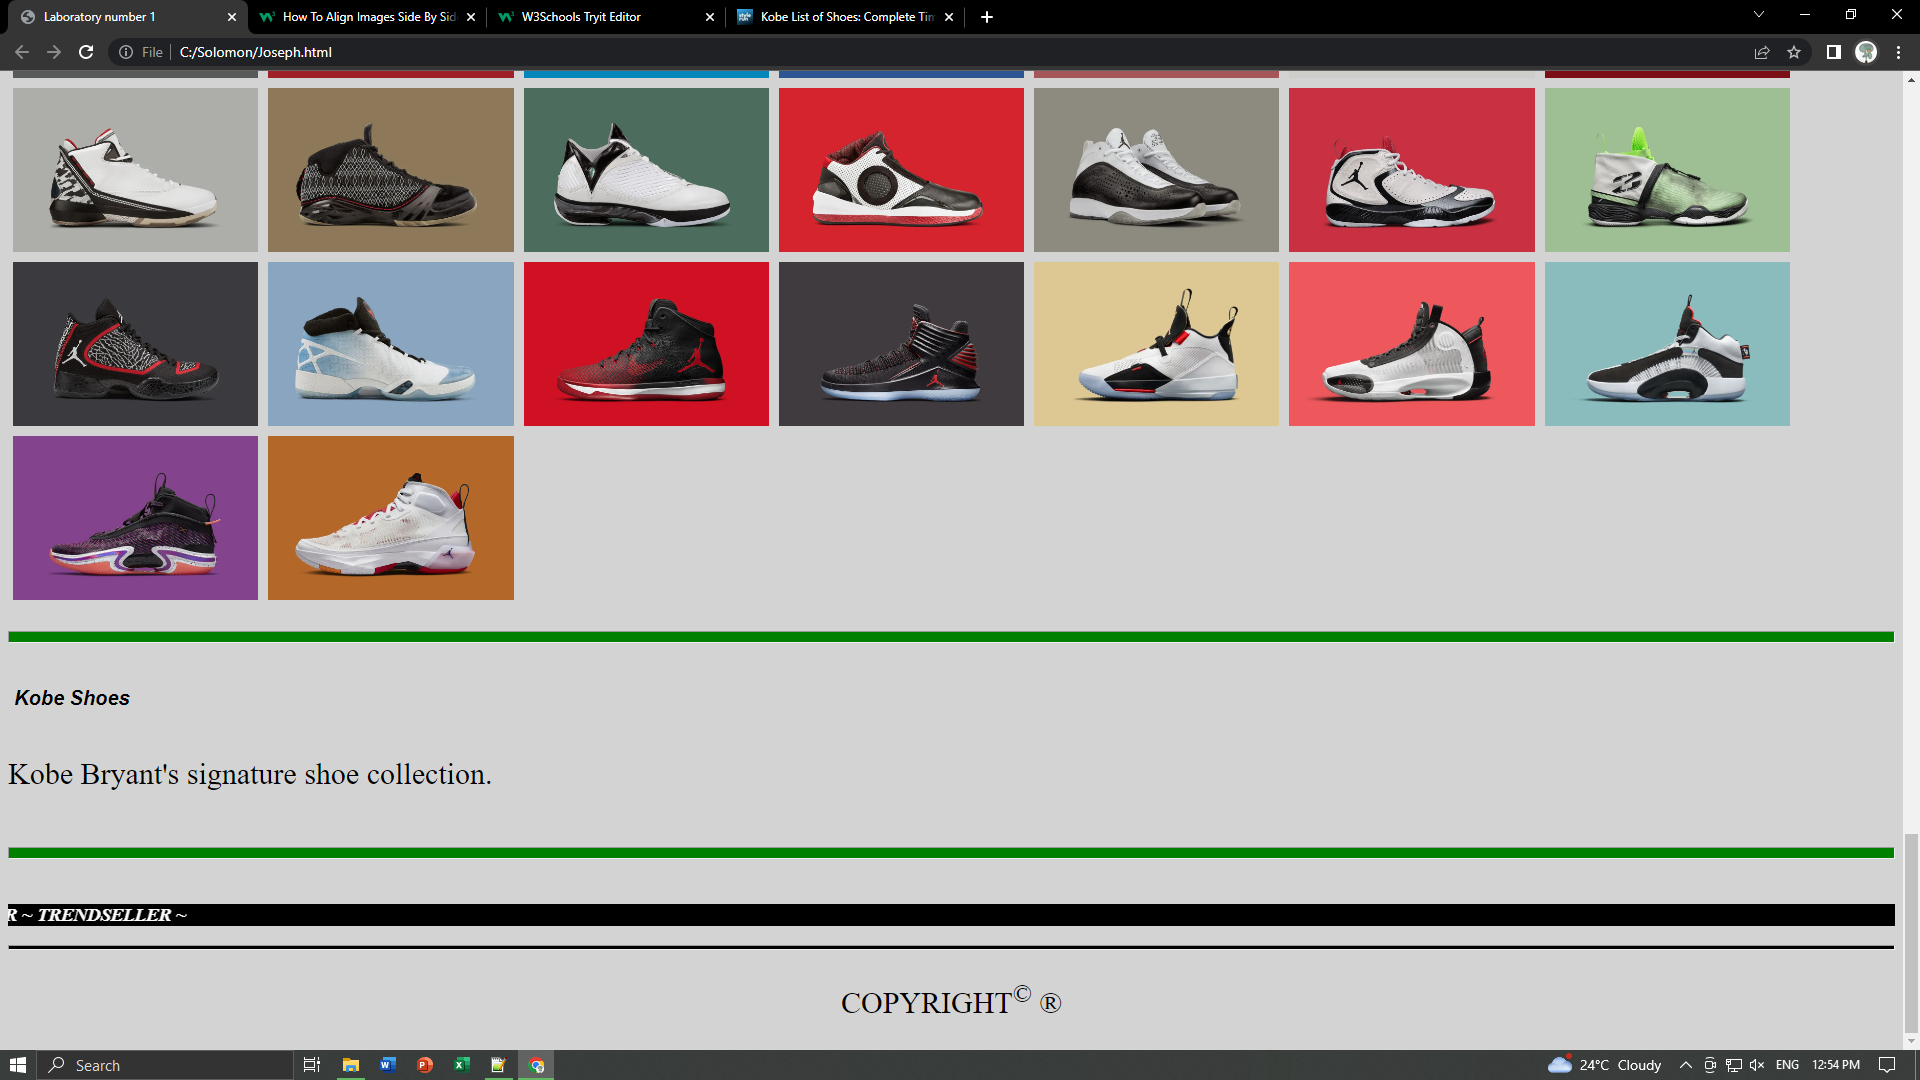 Laboratory number 1
How To Align Images Side By Sid
W3Schools Tryit Editor
Kobe List of Shoes: Complete Tim
File
C:/Solomon/Joseph.html
Kobe Shoes
Kobe Bryant's signature shoe collection.
R ~ TRENDSELLER ~
COPYRIGHT© ®
Search
24°C Cloudy
ENG
12:54 PM